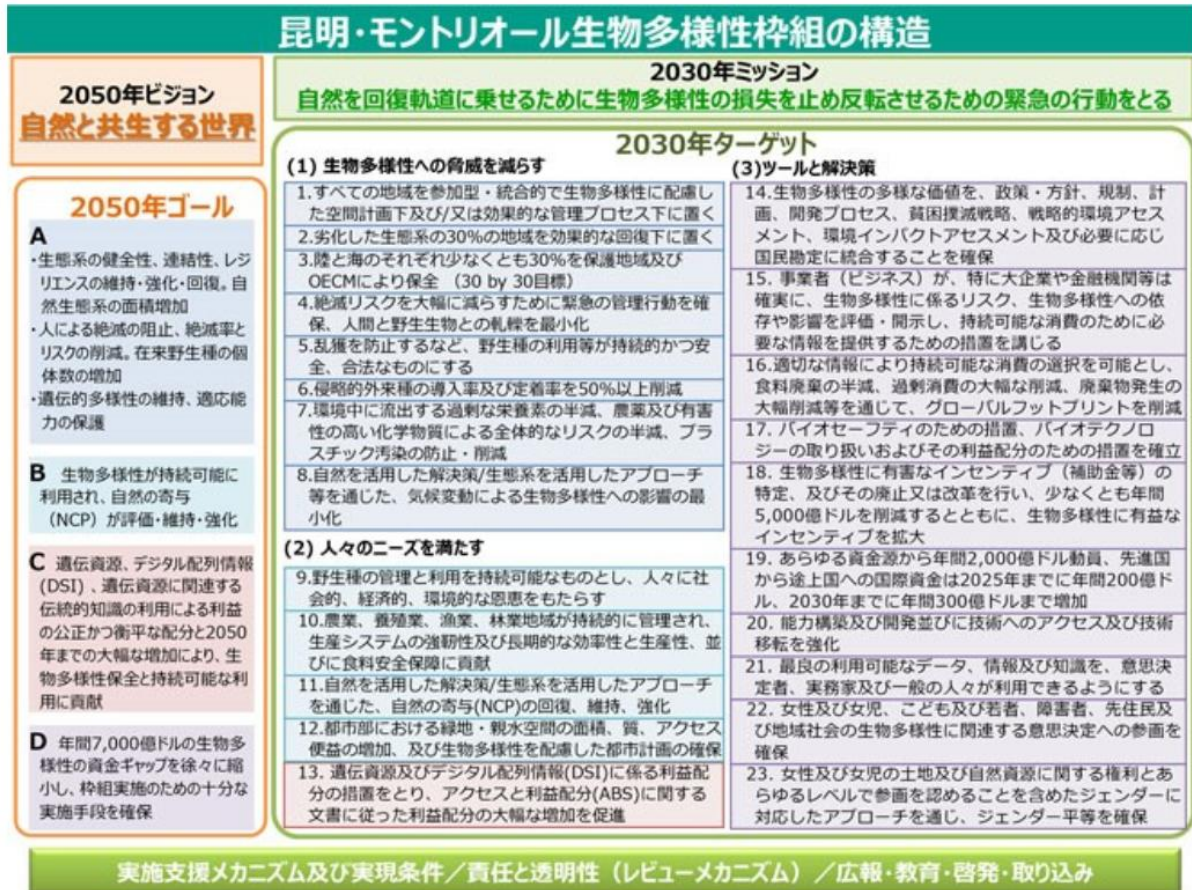 昆明・モントリオール生物多様性枠組の構造
2050年ビジョン
自然と共生する世界
2030年ミッション
自然を回復軌道に乗せるために生物多様性の損失を止め反転させるための緊急の行動をとる
2050年ゴール
A
・生態系の健全性、連結性、レジ
リエンスの維持・強化・回復。自
然生態系の面積増加
・人による絶滅の阻止、絶滅率と
リスクの削減。在来野生種の個
体数の増加
・遺伝的多様性の維持、適応能
力の保護
B 生物多様性が持続可能に
利用され、自然の寄与
（NCP）が評価・維持・強化
C 遺伝資源、デジタル配列情報
(DSI) 、遺伝資源に関連する
伝統的知識の利用による利益
の公正かつ衡平な配分と2050
年までの大幅な増加により、生
物多様性保全と持続可能な利
用に貢献
D 年間7,000億ドルの生物多
様性の資金ギャップを徐々に縮
小し、枠組実施のための十分な
実施手段を確保
2030年ターゲット
(1) 生物多様性への脅威を減らす
1.すべての地域を参加型・統合的で生物多様性に配慮し
た空間計画下及び/又は効果的な管理プロセス下に置く
2.劣化した生態系の30%の地域を効果的な回復下に置く
3.陸と海のそれぞれ少なくとも30%を保護地域及び
OECMにより保全 （30 by 30目標）
4.絶滅リスクを大幅に減らすために緊急の管理行動を確
保、人間と野生生物との軋轢を最小化
5.乱獲を防止するなど、野生種の利用等が持続的かつ安
全、合法なものにする
6.侵略的外来種の導入率及び定着率を50%以上削減
7.環境中に流出する過剰な栄養素の半減、農薬及び有害
性の高い化学物質による全体的なリスクの半減、プラ
スチック汚染の防止・削減
8.自然を活用した解決策/生態系を活用したアプローチ
等を通じた、気候変動による生物多様性への影響の最
小化
(2) 人々のニーズを満たす
9.野生種の管理と利用を持続可能なものとし、人々に社
会的、経済的、環境的な恩恵をもたらす
10.農業、養殖業、漁業、林業地域が持続的に管理され、
生産システムの強靭性及び長期的な効率性と生産性、並
びに食料安全保障に貢献
11.自然を活用した解決策/生態系を活用したアプローチ
を通じた、自然の寄与(NCP)の回復、維持、強化
12.都市部における緑地・親水空間の面積、質、アクセス
便益の増加、及び生物多様性を配慮した都市計画の確保
13. 遺伝資源及びデジタル配列情報(DSI)に係る利益配
分の措置をとり、アクセスと利益配分(ABS)に関する
文書に従った利益配分の大幅な増加を促進
(3)ツールと解決策
14.生物多様性の多様な価値を、政策・方針、規制、計
画、開発プロセス、貧困撲滅戦略、戦略的環境アセス
メント、環境インパクトアセスメント及び必要に応じ
国民勘定に統合することを確保
15. 事業者（ビジネス）が、特に大企業や金融機関等は
確実に、生物多様性に係るリスク、生物多様性への依
存や影響を評価・開示し、持続可能な消費のために必
要な情報を提供するための措置を講じる
16.適切な情報により持続可能な消費の選択を可能とし、
食料廃棄の半減、過剰消費の大幅な削減、廃棄物発生の
大幅削減等を通じて、グローバルフットプリントを削減
17. バイオセーフティのための措置、バイオテクノロ
ジーの取り扱いおよびその利益配分のための措置を確立
18. 生物多様性に有害なインセンティブ（補助金等）の
特定、及びその廃止又は改革を行い、少なくとも年間
5,000億ドルを削減するとともに、生物多様性に有益な
インセンティブを拡大
19. あらゆる資金源から年間2,000億ドル動員、先進国
から途上国への国際資金は2025年までに年間200億ド
ル、2030年までに年間300億ドルまで増加
20. 能力構築及び開発並びに技術へのアクセス及び技術
移転を強化
21. 最良の利用可能なデータ、情報及び知識を、意思決
定者、実務家及び一般の人々が利用できるようにする
22. 女性及び女児、こども及び若者、障害者、先住民及
び地域社会の生物多様性に関連する意思決定への参画を
確保
23. 女性及び女児の土地及び自然資源に関する権利とあ
らゆるレベルで参画を認めることを含めたジェンダーに
対応したアプローチを通じ、ジェンダー平等を確保
実施支援メカニズム及び実現条件／責任と透明性（レビューメカニズム）／広報・教育・啓発・取り込み